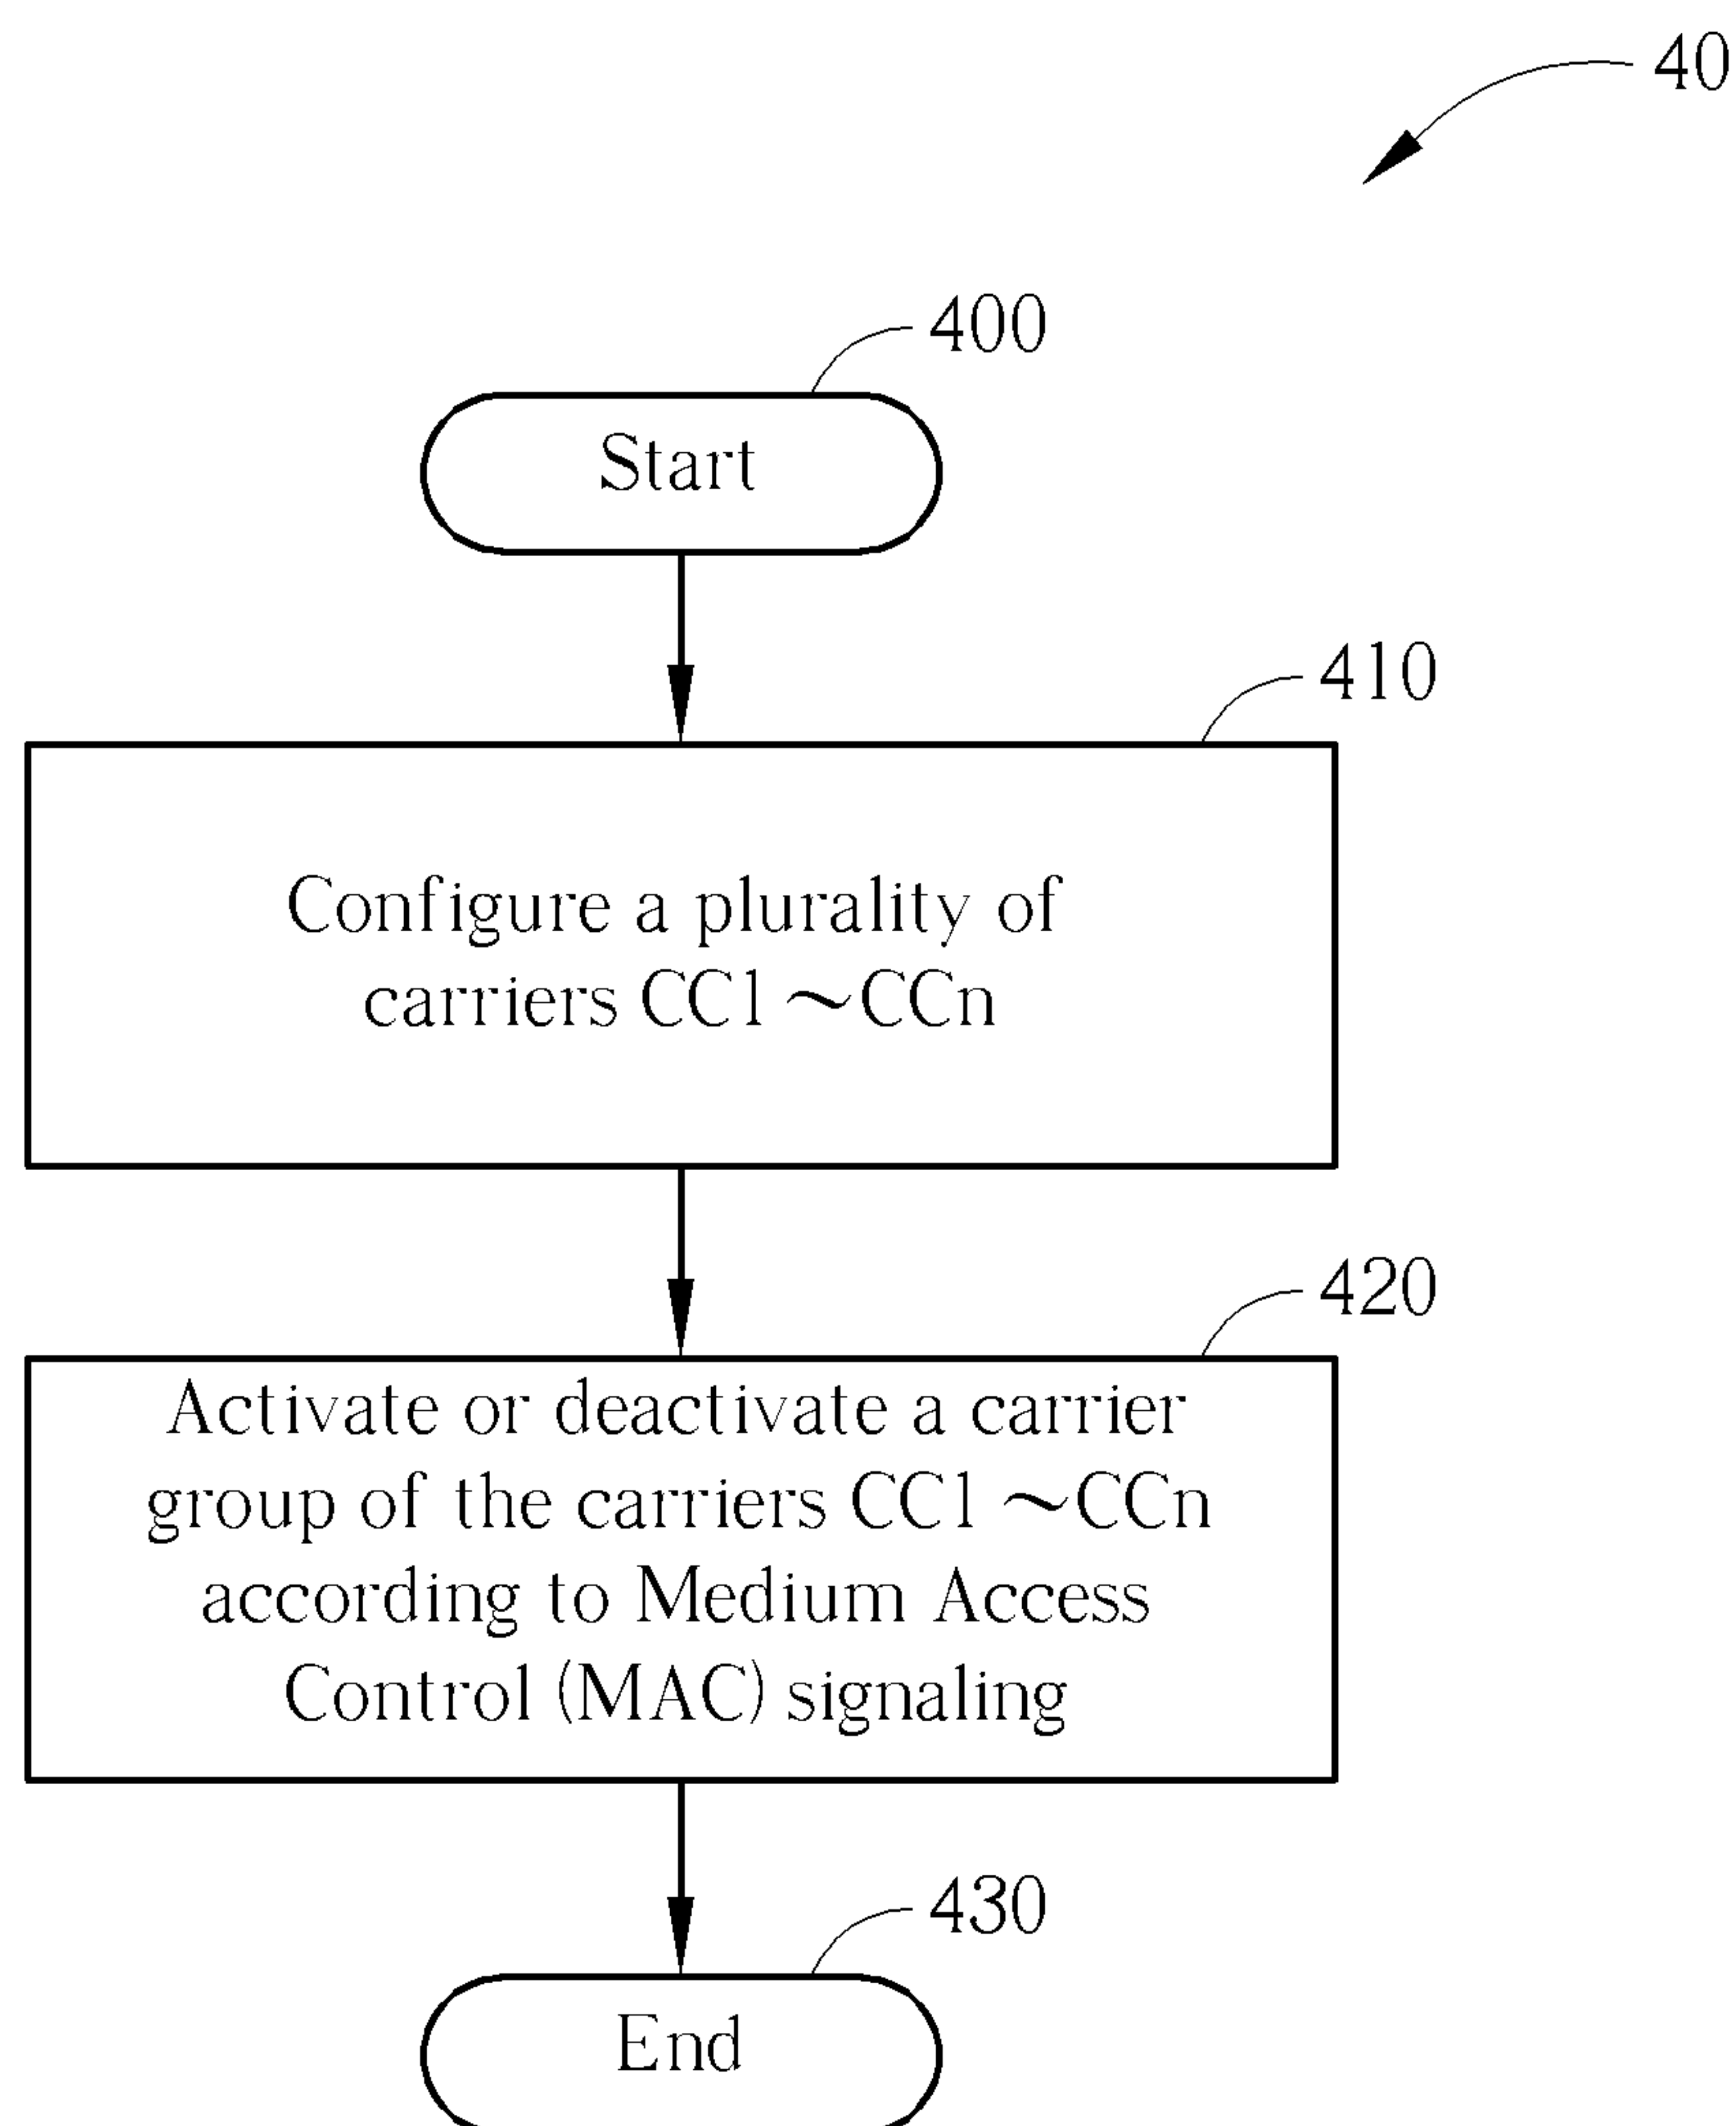 40
400
Start
410
Configure a plurality of
carriers CC1~CCn
420
Activate or deactivate a carrier
group of the carriers CC1~CCn
according to Medium Access
Control (MAC) signaling
430
End